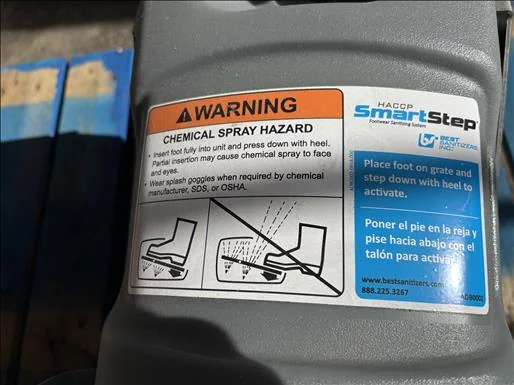 WARNING
CHEMICAL SPRAY HAZARD
• Insert foot fully into unit and press down with heel.
Partial insertion may cause chemical spray to face
and eyes.
• Wear splash goggles when required by chemical
manufacturer, SDS, or OSHA.
HACCP
SmartStep
Footwear Sanitizing System
BEST
SANITIZERS
INC.
Place foot on grate and
step down with heel to
activate.
Poner el pie en la reja y
pise hacia abajo con el
talón para activar.
www.bestsanitizers.com
888.225.3267